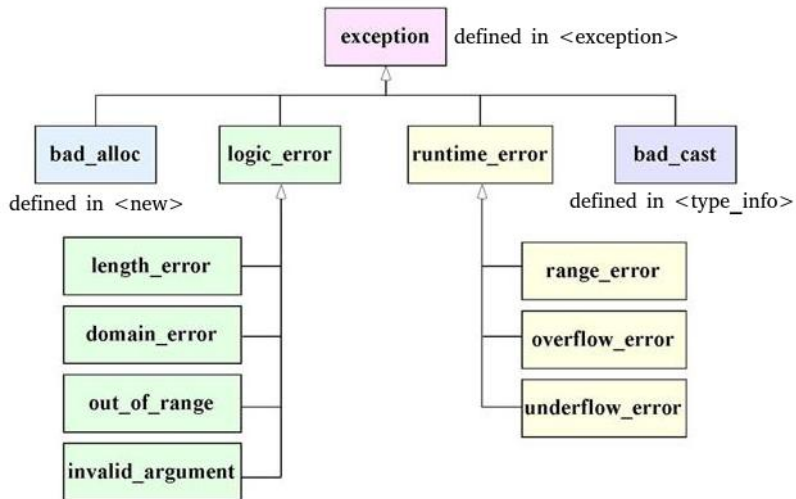 exception defined in <exception>
bad_alloc logic_error runtime_error bad_cast
defined in <new> defined in <type_info>
length_error
domain_error
out_of_range
invalid_argument
range_error
overflow_error
underflow_error